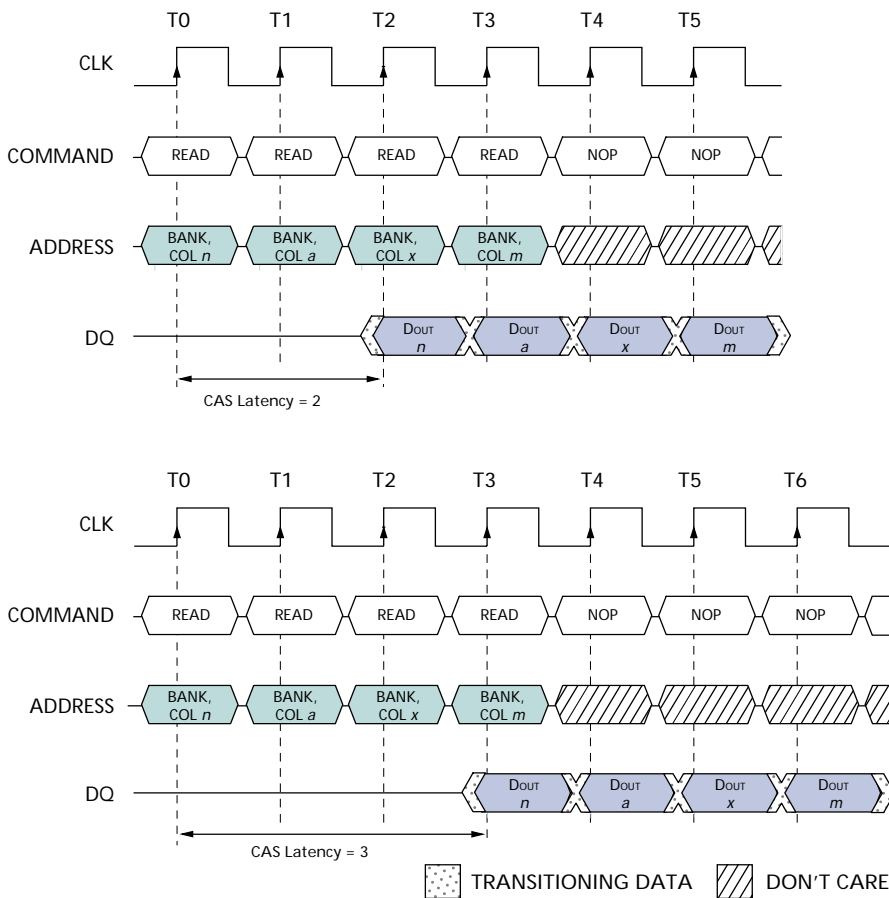 T0 T1 T2 T3 T4 T5
CLK
COMMAND READ READ READ READ NOP NOP
ADDRESS BANK, COL n BANK, COL a BANK, COL x BANK, COL m
DQ DOUT n DOUT a DOUT x DOUT m
CAS Latency = 2
T0 T1 T2 T3 T4 T5 T6
CLK
COMMAND READ READ READ READ NOP NOP NOP
ADDRESS BANK, COL n BANK, COL a BANK, COL x BANK, COL m
DQ DOUT n DOUT a DOUT x DOUT m
CAS Latency = 3
TRANSITIONING DATA DON'T CARE